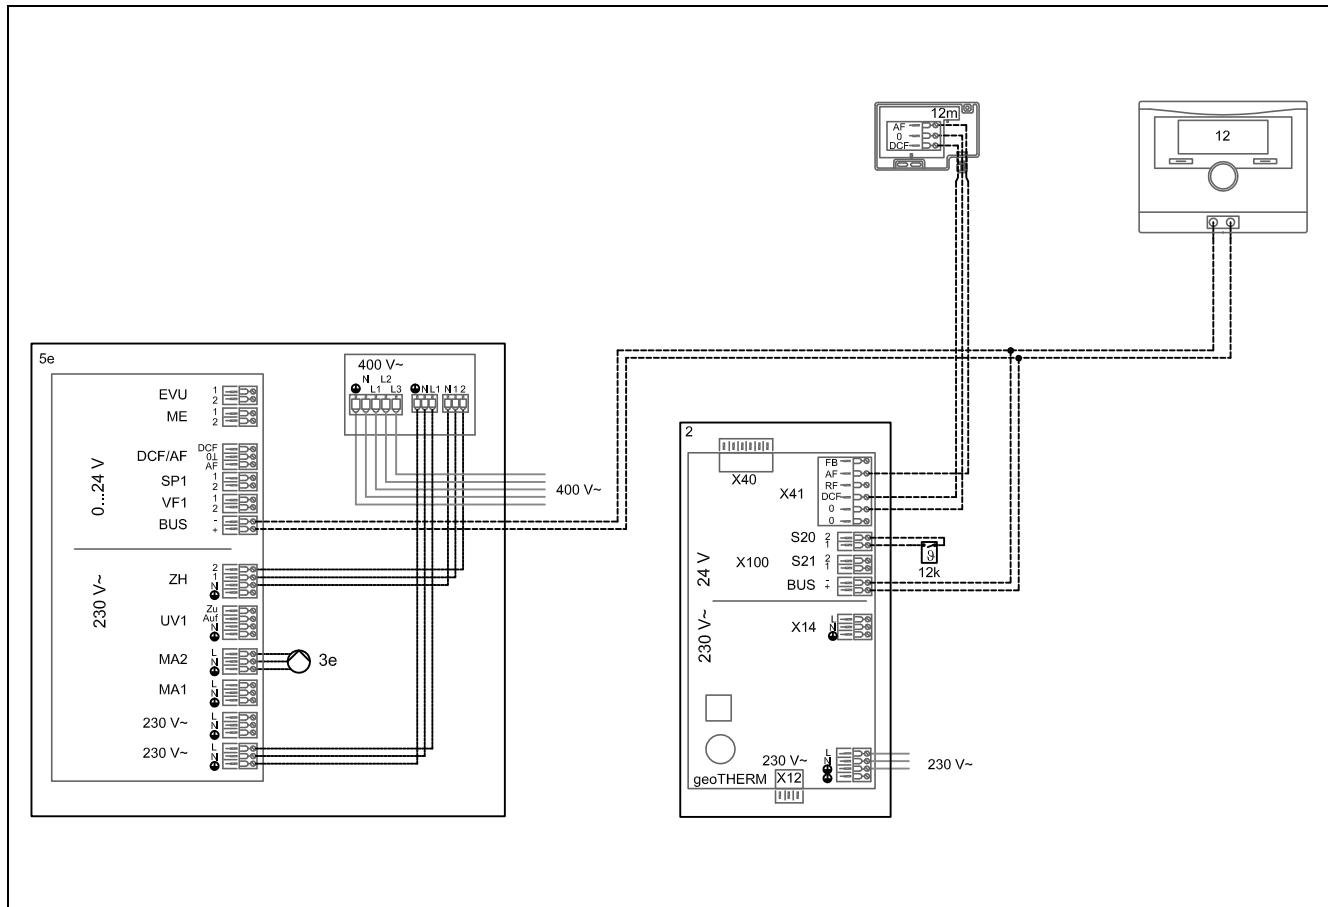 12m
AF
0
DCF
12
5e
400 V~
N L2
L1 L3
N L1
N 1 2
EVU 1
2
ME 1
2
DCF/AF DCF
0⊥
AF
SP1 1
2
VF1 1
2
BUS -
+
0...24 V
400 V~
230 V~
ZH 2
1
N
UV1 Zu
Auf
N
MA2 L
N
3e
MA1 L
N
230 V~ L
N
230 V~ L
N
2
X40
X41
FB
AF
RF
DCF
0
0
24 V
X100
S20 2
1
S21 2
1
BUS -
+
ϑ
12k
230 V~
X14 L
N
230 V~ L
N
230 V~
geoTHERM X12